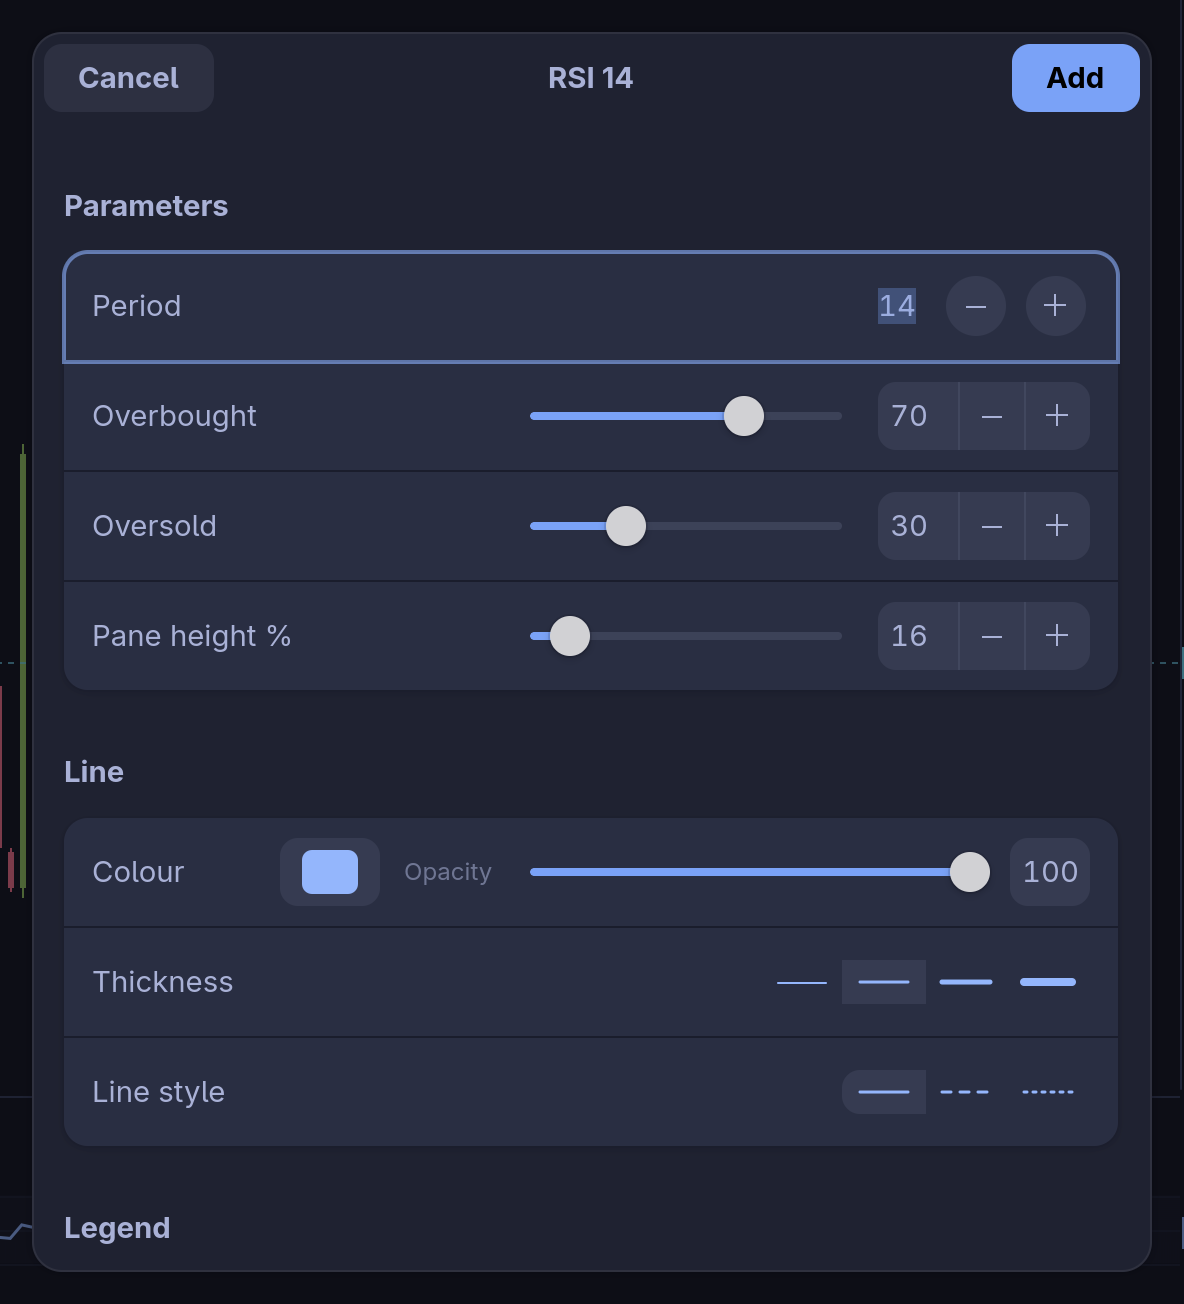 Cancel RSI 14 Add
Parameters
Period 14 − +
Overbought 70 − +
Oversold 30 − +
Pane height % 16 − +
Line
Colour Opacity 100
Thickness
Line style
Legend